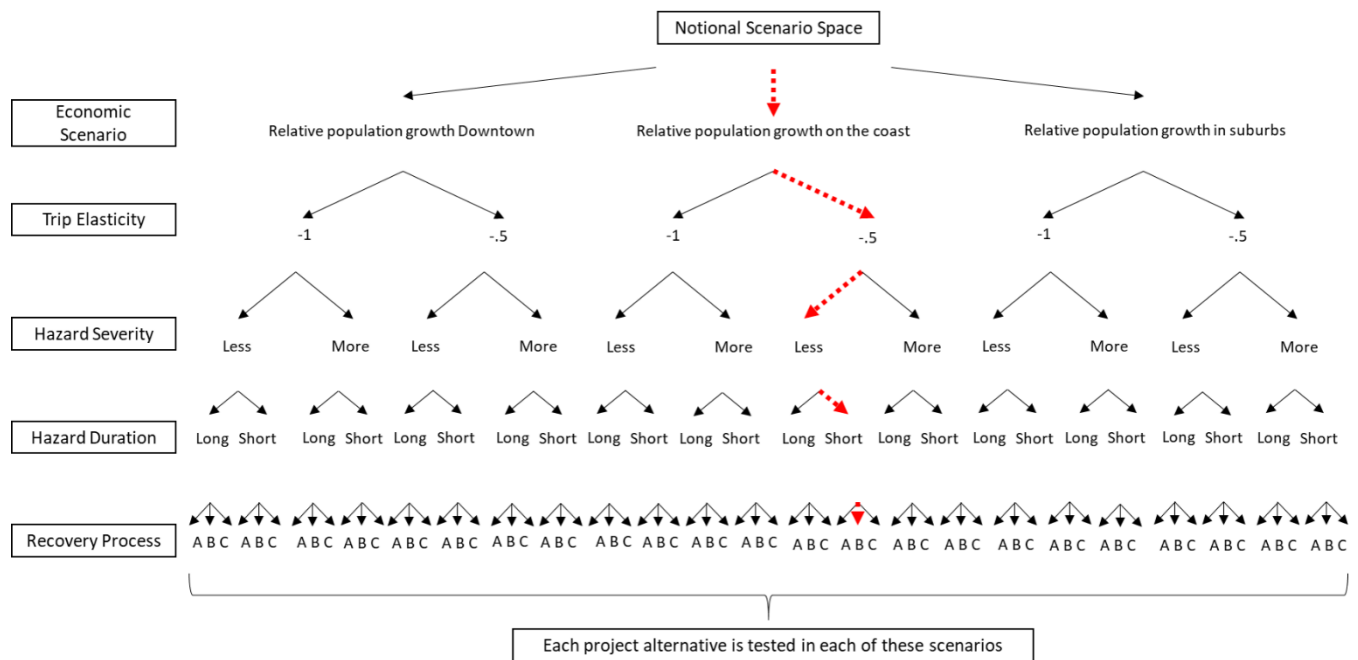 Notional Scenario Space
Economic
Scenario
Relative population growth Downtown
Relative population growth on the coast
Relative population growth in suburbs
Trip Elasticity
-1 -.5 -1 -.5 -1 -.5
Hazard Severity
Less More Less More Less More Less More Less More Less More
Hazard Duration
Long Short Long Short Long Short Long Short Long Short Long Short Long Short Long Short Long Short Long Short Long Short Long Short
Recovery Process
A B C A B C A B C A B C A B C A B C A B C A B C A B C A B C A B C A B C A B C A B C A B C A B C A B C A B C A B C A B C A B C A B C A B C A B C
Each project alternative is tested in each of these scenarios